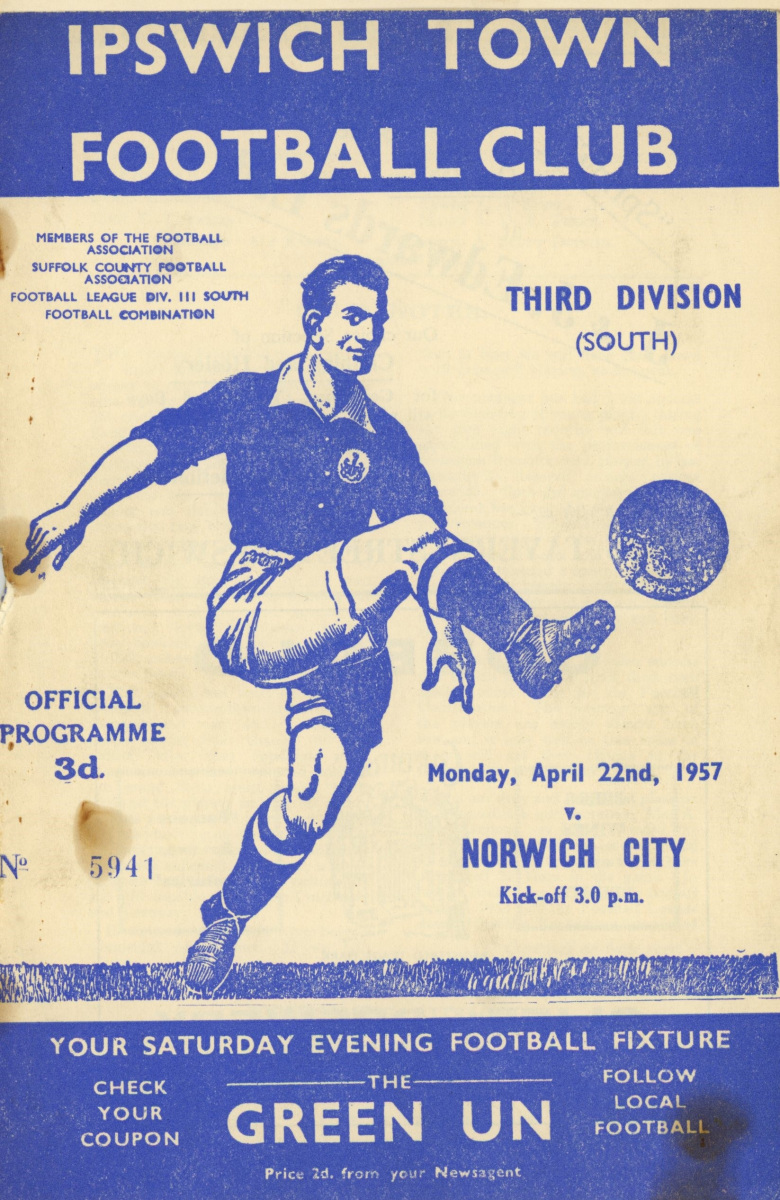 IPSWICH TOWN
FOOTBALL CLUB
MEMBERS OF THE FOOTBALL
ASSOCIATION
SUFFOLK COUNTY FOOTBALL
ASSOCIATION
FOOTBALL LEAGUE DIV. III SOUTH
FOOTBALL COMBINATION
THIRD DIVISION
(SOUTH)
OFFICIAL
PROGRAMME
3d.
Nº 5941
Monday, April 22nd, 1957
v.
NORWICH CITY
Kick-off 3.0 p.m.
YOUR SATURDAY EVENING FOOTBALL FIXTURE
CHECK
YOUR
COUPON
THE
GREEN UN
FOLLOW
LOCAL
FOOTBALL
Price 2d. from your Newsagent